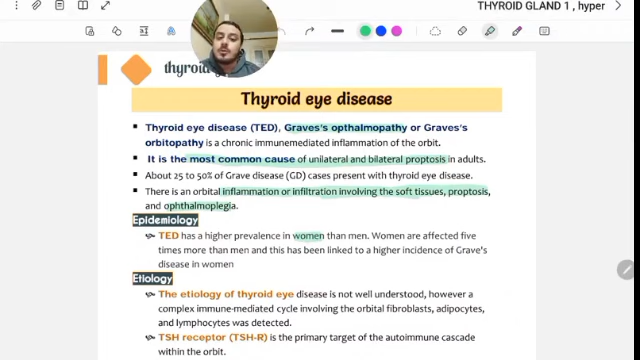 THYROID GLAND 1 , hyper
thyroid
Thyroid eye disease
Thyroid eye disease (TED), Graves's opthalmopathy or Graves's
orbitopathy is a chronic immunemediated inflammation of the orbit.
It is the most common cause of unilateral and bilateral proptosis in adults.
About 25 to 50% of Grave disease (GD) cases present with thyroid eye disease.
There is an orbital inflammation or infiltration involving the soft tissues, proptosis,
and ophthalmoplegia.
Epidemiology
TED has a higher prevalence in women than men. Women are affected five
times more than men and this has been linked to a higher incidence of Grave's
disease in women
Etiology
The etiology of thyroid eye disease is not well understood, however a
complex immune-mediated cycle involving the orbital fibroblasts, adipocytes,
and lymphocytes was detected.
TSH receptor (TSH-R) is the primary target of the autoimmune cascade
within the orbit.